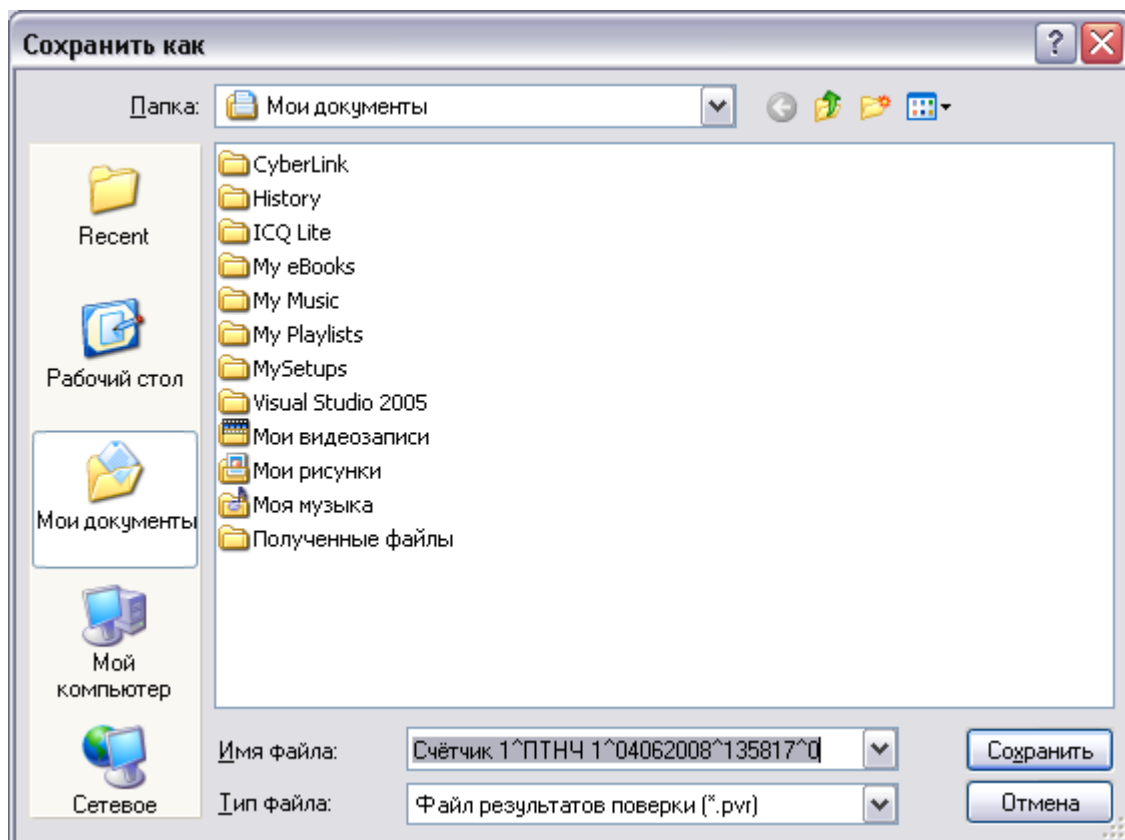 Сохранить как
Папка:
Мои документы
Recent
Рабочий стол
Мои документы
Мой
компьютер
Сетевое
CyberLink
History
ICQ Lite
My eBooks
My Music
My Playlists
MySetups
Visual Studio 2005
Мои видеозаписи
Мои рисунки
Моя музыка
Полученные файлы
Имя файла:
Счётчик 1^ПТНЧ 1^04062008^135817^0
Сохранить
Тип файла:
Файл результатов поверки (*.pvr)
Отмена